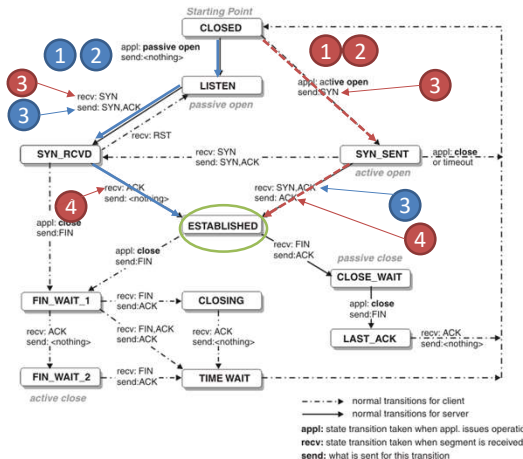 Starting Point
CLOSED
1
2
1
2
appl: passive open
send:<nothing>
appl: active open
send:SYN
3
3
3
recv: SYN
send: SYN,ACK
LISTEN
passive open
recv: RST
SYN_RCVD
recv: SYN
send: SYN,ACK
SYN_SENT
active open
appl: close
or timeout
4
recv: ACK
send: <nothing>
recv: SYN,ACK
send: ACK
3
4
ESTABLISHED
appl: close
send:FIN
appl: close
send:FIN
recv: FIN
send:ACK
passive close
CLOSE_WAIT
FIN_WAIT_1
recv: FIN
send:ACK
CLOSING
appl: close
send:FIN
recv: ACK
send: <nothing>
recv: FIN,ACK
send:ACK
recv: ACK
send:<nothing>
LAST_ACK
recv: ACK
send:<nothing>
FIN_WAIT_2
active close
recv: FIN
send:ACK
TIME WAIT
normal transitions for client
normal transitions for server
appl: state transition taken when appl. issues operatio
recv: state transition taken when segment is received
send: what is sent for this transition